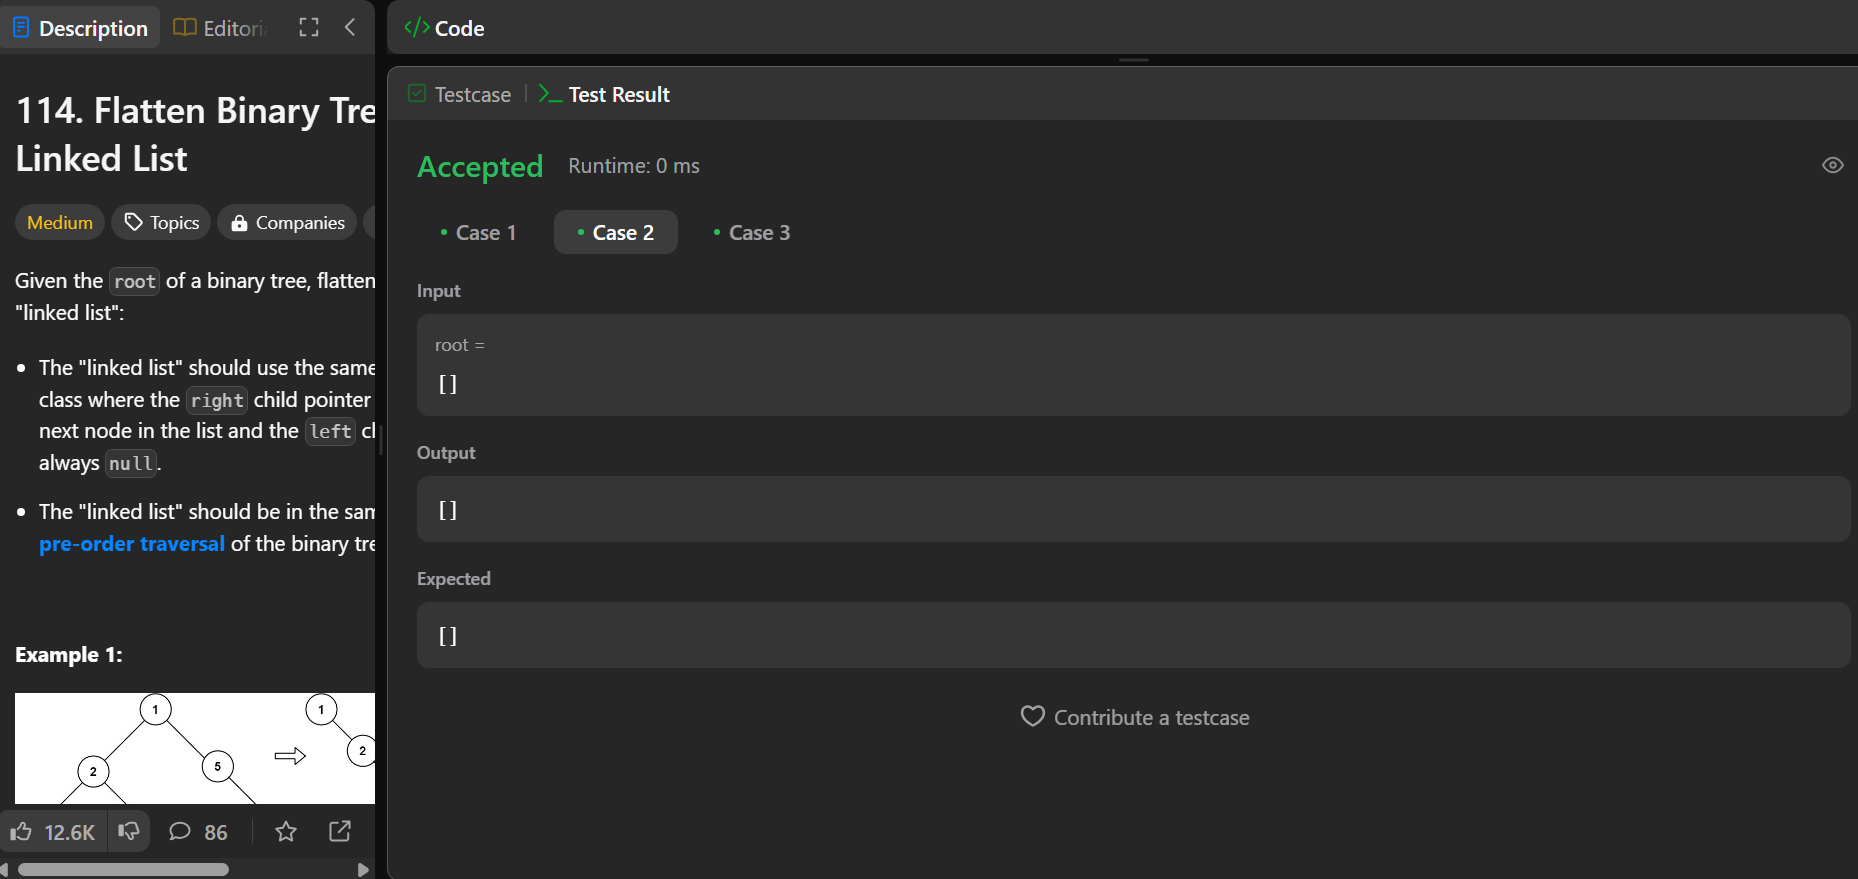 Description
Editoria
114. Flatten Binary Tre
Linked List
Medium
Topics
Companies
Given the root of a binary tree, flatten
"linked list":
• The "linked list" should use the same
class where the right child pointer
next node in the list and the left cl
always null.
• The "linked list" should be in the sam
pre-order traversal of the binary tre
Example 1:
1
2
5
1
2
12.6K
86
</> Code
Testcase
Test Result
Accepted
Runtime: 0 ms
• Case 1
• Case 2
• Case 3
Input
root =
[]
Output
[]
Expected
[]
Contribute a testcase